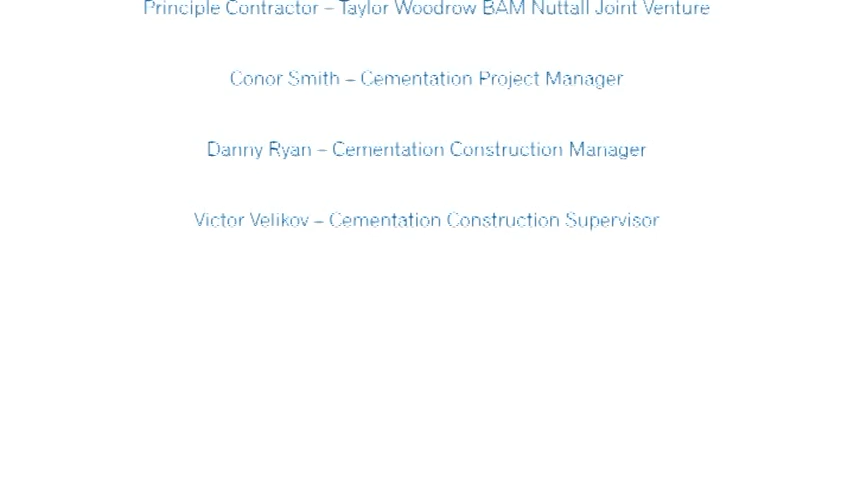 Principle Contractor – Taylor Woodrow BAM Nuttall Joint Venture
Conor Smith – Cementation Project Manager
Danny Ryan – Cementation Construction Manager
Victor Velikov – Cementation Construction Supervisor